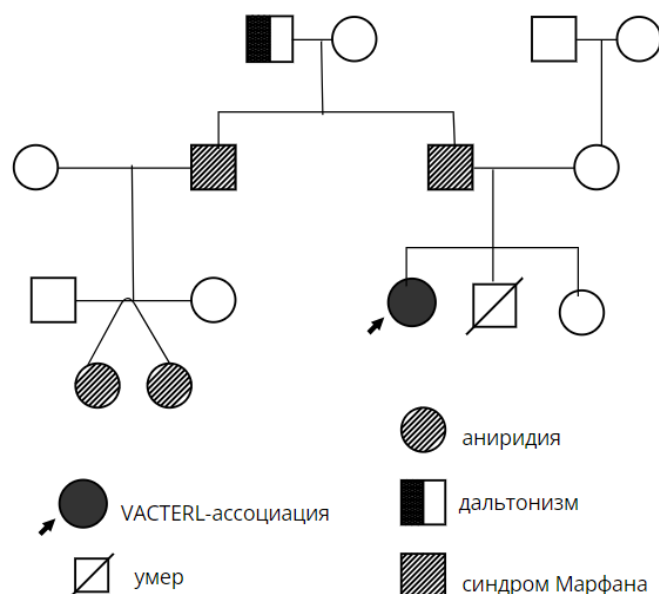 аниридия
VACTERL-ассоциация
дальтонизм
умер
синдром Марфана